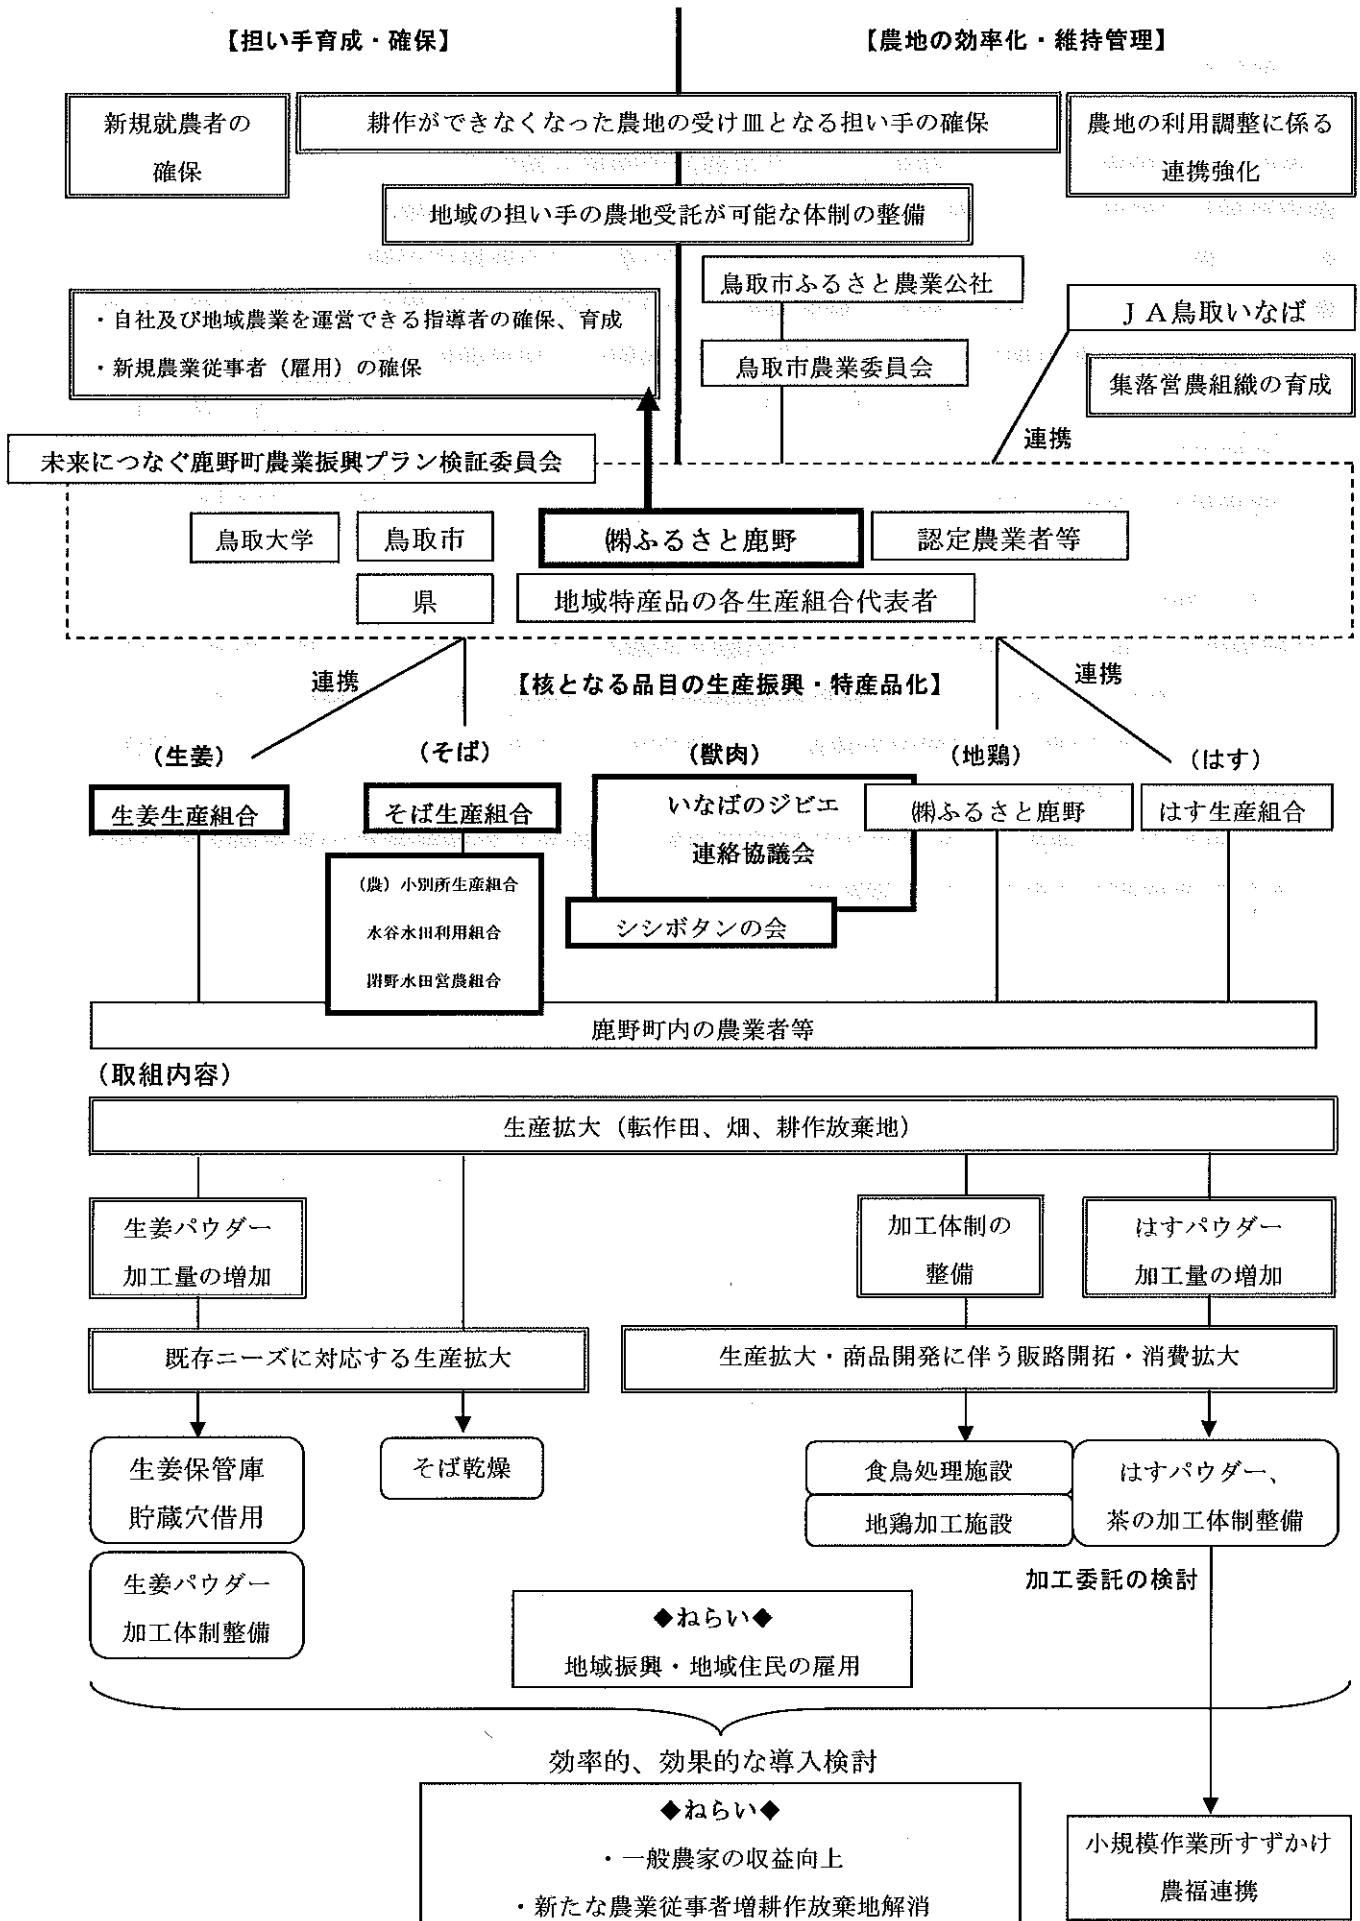 【担い手育成・確保】
【農地の効率化・維持管理】
新規就農者の
確保
耕作ができなくなった農地の受け皿となる担い手の確保
農地の利用調整に係る
連携強化
地域の担い手の農地受託が可能な体制の整備
・自社及び地域農業を運営できる指導者の確保、育成
・新規農業従事者（雇用）の確保
鳥取市ふるさと農業公社
鳥取市農業委員会
ＪＡ鳥取いなば
集落営農組織の育成
連携
未来につなぐ鹿野町農業振興プラン検証委員会
鳥取大学
鳥取市
㈱ふるさと鹿野
認定農業者等
県
地域特産品の各生産組合代表者
連携
【核となる品目の生産振興・特産品化】
連携
（生姜）
（そば）
（獣肉）
（地鶏）
（はす）
生姜生産組合
そば生産組合
いなばのジビエ
連絡協議会
㈱ふるさと鹿野
はす生産組合
（農）小別所生産組合
水谷水田利用組合
閉野水田営農組合
シシボタンの会
鹿野町内の農業者等
（取組内容）
生産拡大（転作田、畑、耕作放棄地）
生姜パウダー
加工量の増加
加工体制の
整備
はすパウダー
加工量の増加
既存ニーズに対応する生産拡大
生産拡大・商品開発に伴う販路開拓・消費拡大
生姜保管庫
貯蔵穴借用
そば乾燥
食鳥処理施設
地鶏加工施設
はすパウダー、
茶の加工体制整備
生姜パウダー
加工体制整備
加工委託の検討
◆ねらい◆
地域振興・地域住民の雇用
効率的、効果的な導入検討
◆ねらい◆
・一般農家の収益向上
・新たな農業従事者増耕作放棄地解消
小規模作業所すずかけ
農福連携